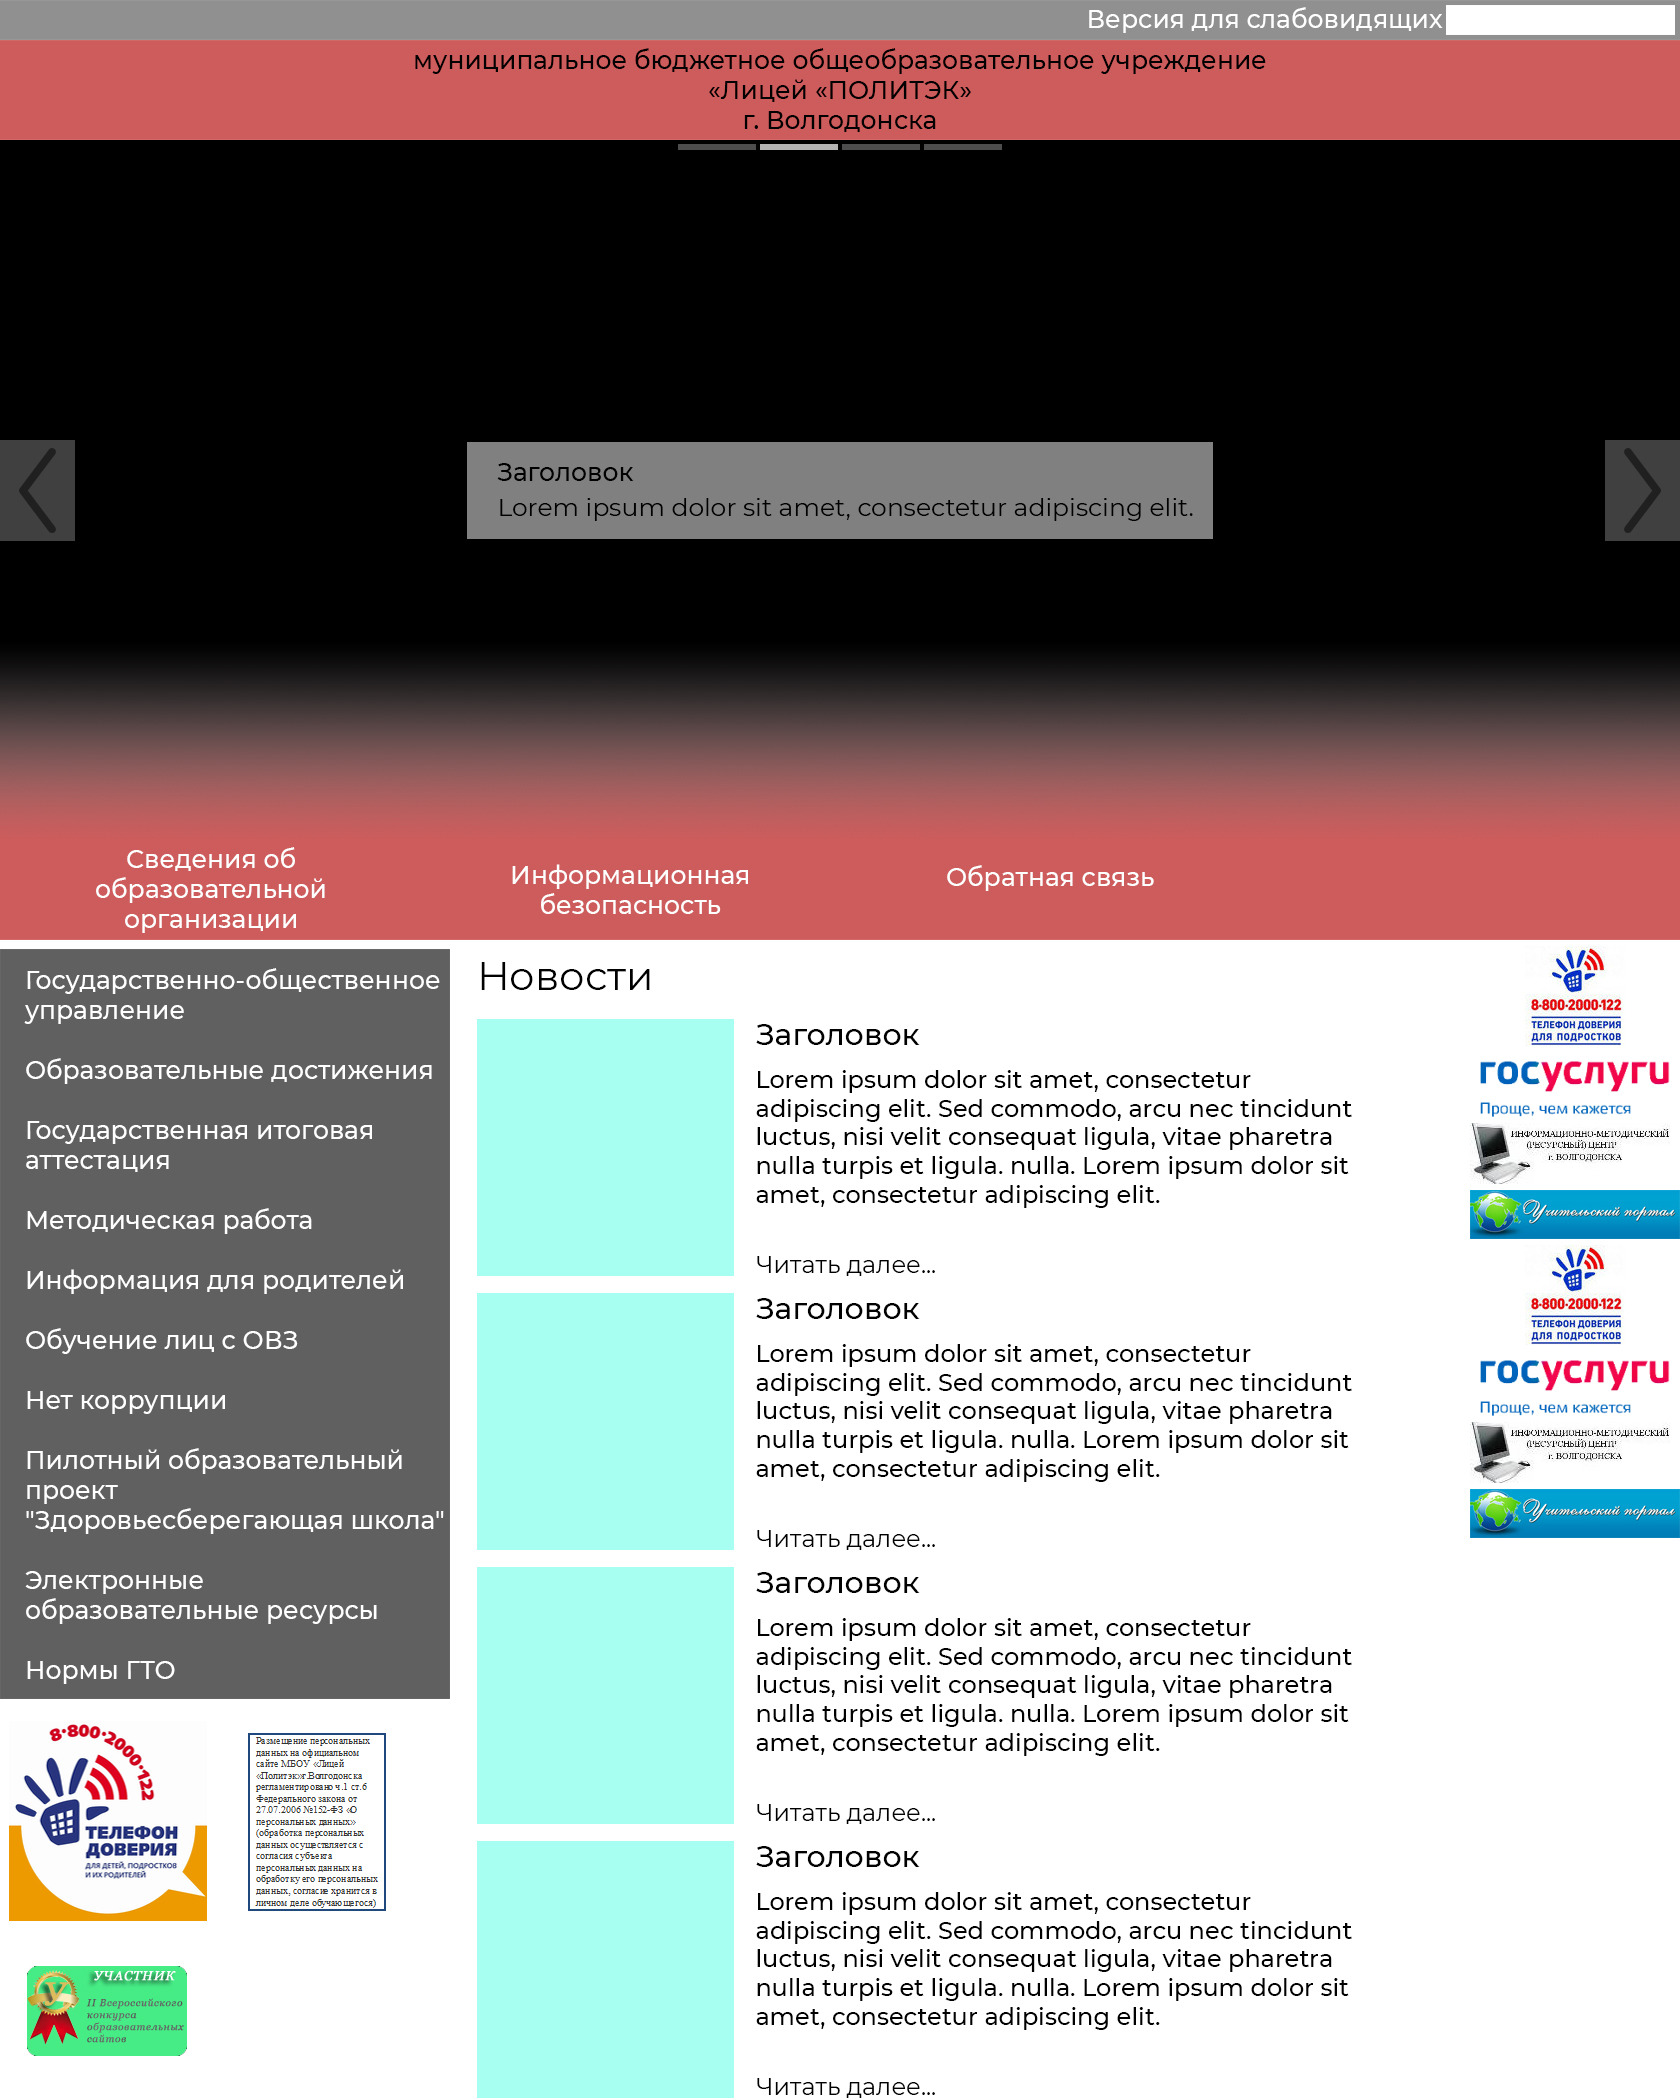 Версия для слабовидящих
муниципальное бюджетное общеобразовательное учреждение
«Лицей «ПОЛИТЭК»
г. Волгодонска
Заголовок
Lorem ipsum dolor sit amet, consectetur adipiscing elit.
Сведения об
образовательной
организации
Информационная
безопасность
Обратная связь
Государственно-общественное
управление
Образовательные достижения
Государственная итоговая
аттестация
Методическая работа
Информация для родителей
Обучение лиц с ОВЗ
Нет коррупции
Пилотный образовательный
проект
"Здоровьесберегающая школа"
Электронные
образовательные ресурсы
Нормы ГТО
8-800-2000-122
ТЕЛЕФОН
ДОВЕРИЯ
ДЛЯ ДЕТЕЙ, ПОДРОСТКОВ
И ИХ РОДИТЕЛЕЙ
Размещение персональных
данных на официальном
сайте МБОУ «Лицей
«Политэк»г.Волгодонска
регламентировано ч.1 ст.6
Федерального закона от
27.07.2006 №152-ФЗ «О
персональных данных»
(обработка персональных
данных осуществляется с
согласия субъекта
персональных данных на
обработку его персональных
данных, согласие хранится в
личном деле обучающегося)
УЧАСТНИК
II Всероссийского
конкурса
образовательных
сайтов
Новости
Заголовок
Lorem ipsum dolor sit amet, consectetur
adipiscing elit. Sed commodo, arcu nec tincidunt
luctus, nisi velit consequat ligula, vitae pharetra
nulla turpis et ligula. nulla. Lorem ipsum dolor sit
amet, consectetur adipiscing elit.
Читать далее...
Заголовок
Lorem ipsum dolor sit amet, consectetur
adipiscing elit. Sed commodo, arcu nec tincidunt
luctus, nisi velit consequat ligula, vitae pharetra
nulla turpis et ligula. nulla. Lorem ipsum dolor sit
amet, consectetur adipiscing elit.
Читать далее...
Заголовок
Lorem ipsum dolor sit amet, consectetur
adipiscing elit. Sed commodo, arcu nec tincidunt
luctus, nisi velit consequat ligula, vitae pharetra
nulla turpis et ligula. nulla. Lorem ipsum dolor sit
amet, consectetur adipiscing elit.
Читать далее...
Заголовок
Lorem ipsum dolor sit amet, consectetur
adipiscing elit. Sed commodo, arcu nec tincidunt
luctus, nisi velit consequat ligula, vitae pharetra
nulla turpis et ligula. nulla. Lorem ipsum dolor sit
amet, consectetur adipiscing elit.
Читать далее...
8-800-2000-122
ТЕЛЕФОН ДОВЕРИЯ
ДЛЯ ПОДРОСТКОВ
госуслуги
Проще, чем кажется
ИНФОРМАЦИОННО-МЕТОДИЧЕСКИЙ
(РЕСУРСНЫЙ) ЦЕНТР
г. ВОЛГОДОНСКА
Учительский портал
8-800-2000-122
ТЕЛЕФОН ДОВЕРИЯ
ДЛЯ ПОДРОСТКОВ
госуслуги
Проще, чем кажется
ИНФОРМАЦИОННО-МЕТОДИЧЕСКИЙ
(РЕСУРСНЫЙ) ЦЕНТР
г. ВОЛГОДОНСКА
Учительский портал